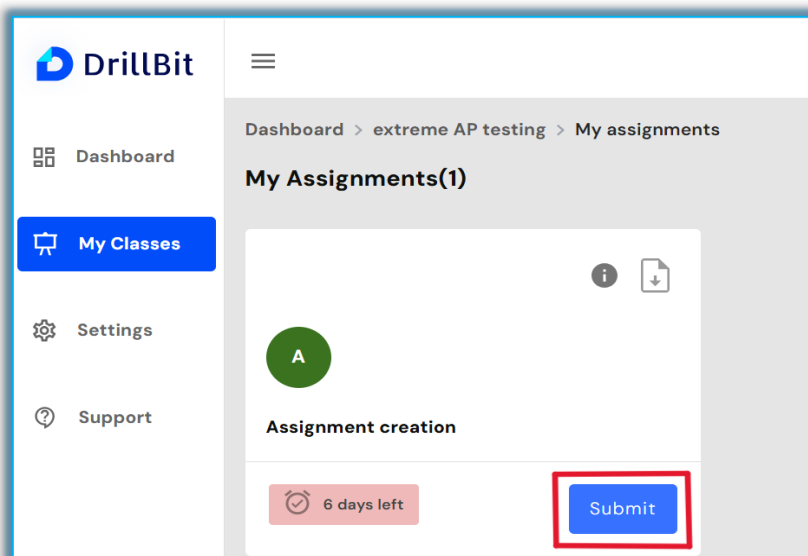 DrillBit
Dashboard > extreme AP testing > My assignments
My Assignments(1)
Dashboard
My Classes
Settings
Support
i
A
Assignment creation
6 days left
Submit